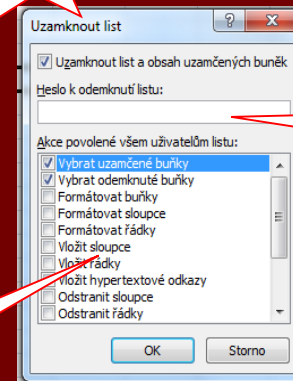 Uzamknout list
Uzamknout list a obsah uzamčených buněk
Heslo k odemknutí listu:
Akce povolené všem uživatelům listu:
Vybrat uzamčené buňky
Vybrat odemknuté buňky
Formátovat buňky
Formátovat sloupce
Formátovat řádky
Vložit sloupce
Vložit řádky
Vložit hypertextové odkazy
Odstranit sloupce
Odstranit řádky
OK Storno